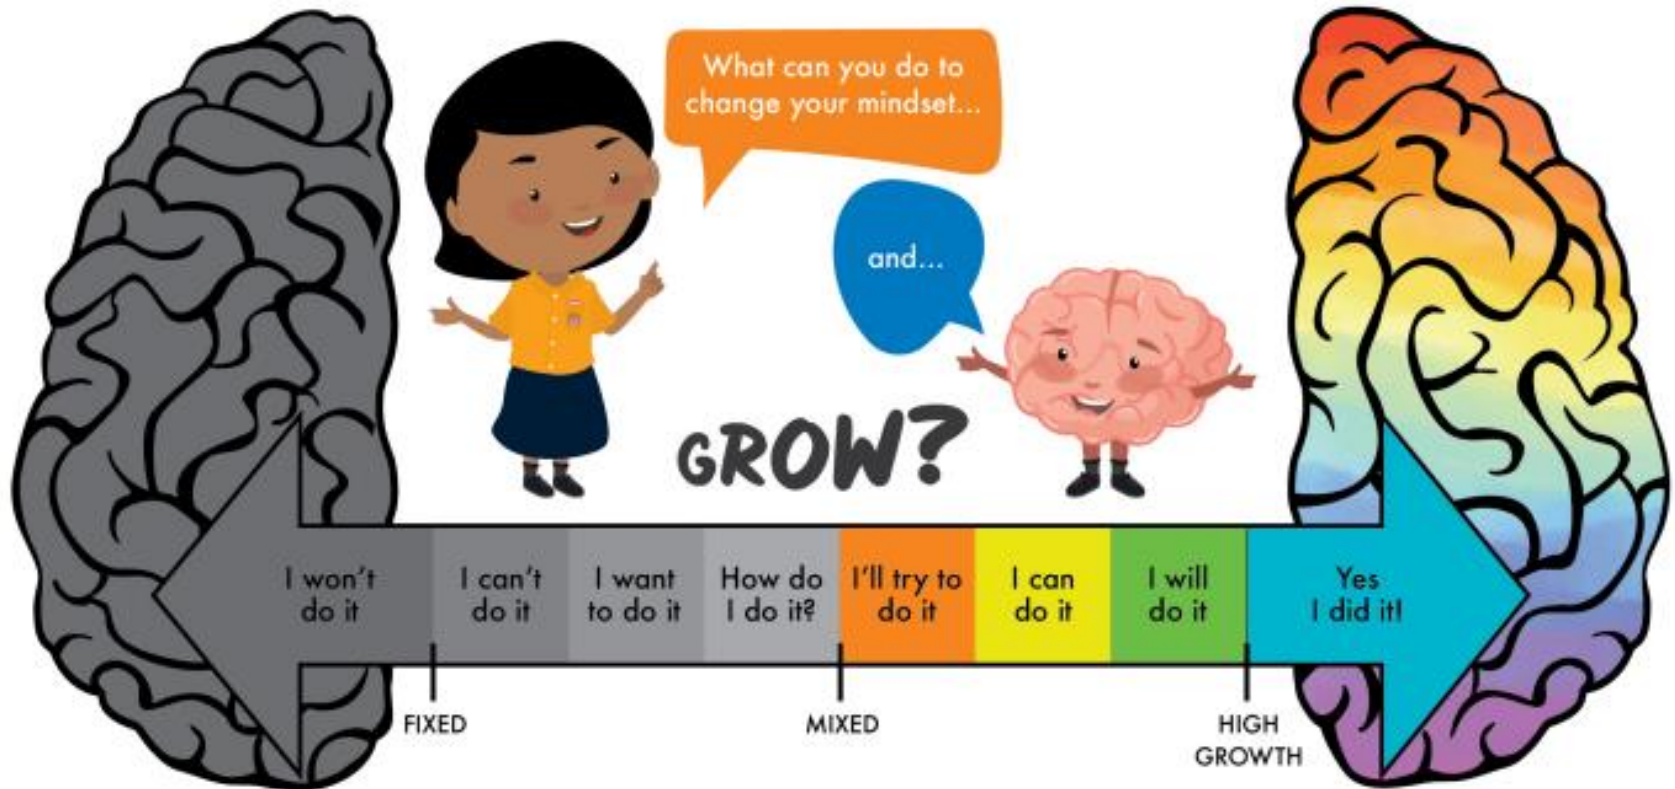 What can you do to
change your mindset...
and...
GROW?
I won't
do it
I can't
do it
I want
to do it
How do
I do it?
I'll try to
do it
I can
do it
I will
do it
Yes
I did it!
FIXED
MIXED
HIGH
GROWTH